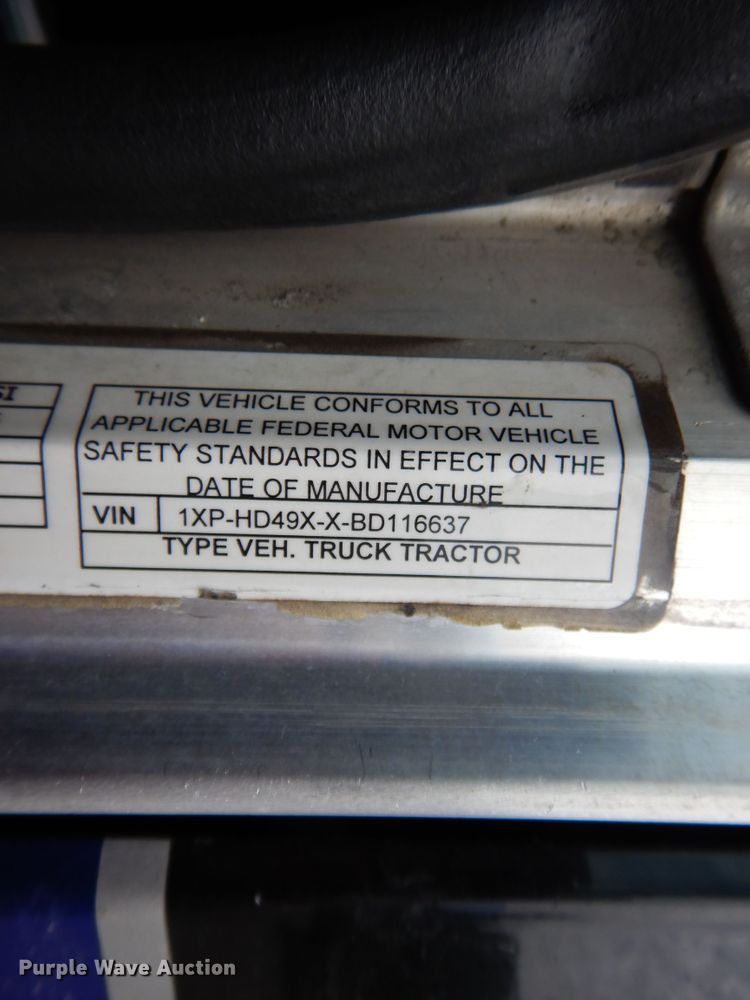 SI
THIS VEHICLE CONFORMS TO ALL
APPLICABLE FEDERAL MOTOR VEHICLE
SAFETY STANDARDS IN EFFECT ON THE
DATE OF MANUFACTURE
VIN 1XP-HD49X-X-BD116637
TYPE VEH. TRUCK TRACTOR
Purple Wave Auction